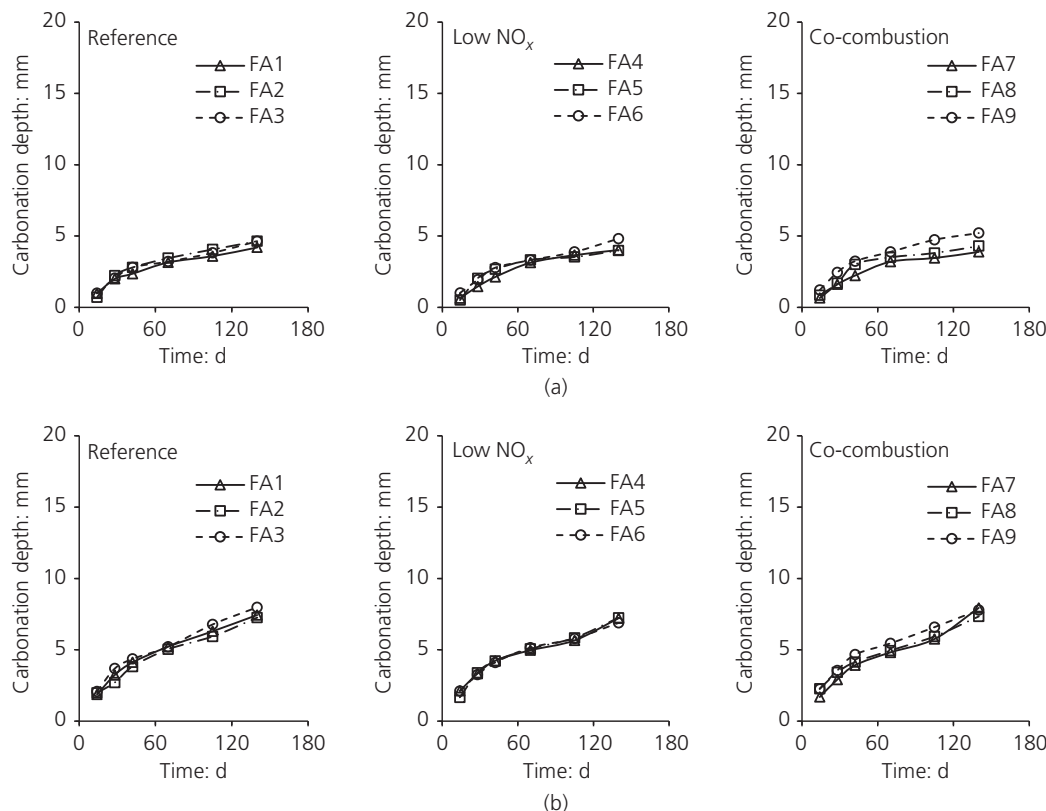 20
15
10
5
0
Carbonation depth: mm
Reference
FA1
FA2
FA3
0
60
120
180
Time: d
20
15
10
5
0
Carbonation depth: mm
Low NOx
FA4
FA5
FA6
0
60
120
180
Time: d
20
15
10
5
0
Carbonation depth: mm
Co-combustion
FA7
FA8
FA9
0
60
120
180
Time: d
(a)
20
15
10
5
0
Carbonation depth: mm
Reference
FA1
FA2
FA3
0
60
120
180
Time: d
20
15
10
5
0
Carbonation depth: mm
Low NOx
FA4
FA5
FA6
0
60
120
180
Time: d
20
15
10
5
0
Carbonation depth: mm
Co-combustion
FA7
FA8
FA9
0
60
120
180
Time: d
(b)